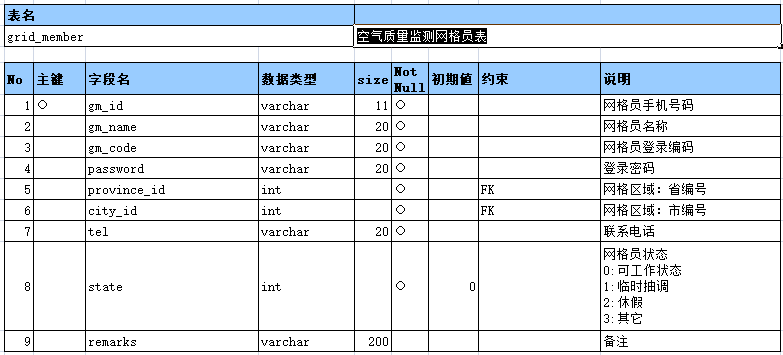 表名
grid_member 空气质量监测网格员表
No 主键 字段名 数据类型 size Not Null 初期値 约束 说明
1 ○ gm_id varchar 11 ○ 网格员手机号码
2 gm_name varchar 20 ○ 网格员名称
3 gm_code varchar 20 ○ 网格员登录编码
4 password varchar 20 ○ 登录密码
5 province_id int ○ FK 网格区域：省编号
6 city_id int ○ FK 网格区域：市编号
7 tel varchar 20 ○ 联系电话
8 state int ○ 0 网格员状态
0:可工作状态
1:临时抽调
2:休假
3:其它
9 remarks varchar 200 备注